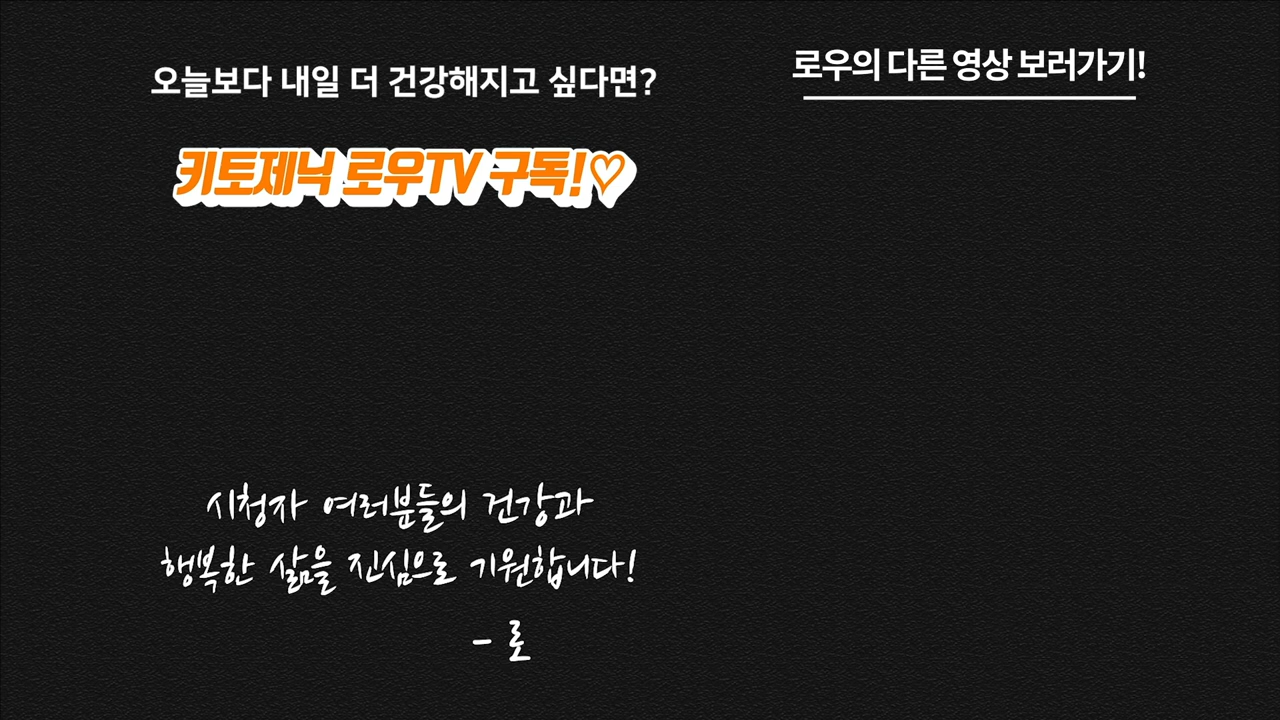 오늘보다 내일 더 건강해지고 싶다면?
키토제닉 로우TV 구독!♡
로우의 다른 영상 보러가기!
시청자 여러분들의 건강과
행복한 삶을 진심으로 기원합니다!
- 로